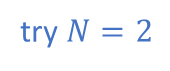 try N = 2